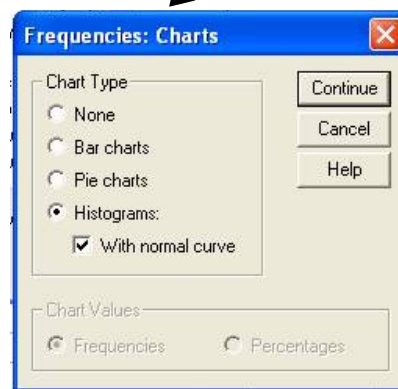 Frequencies: Charts
Chart Type
None
Bar charts
Pie charts
Histograms:
With normal curve
Continue
Cancel
Help
Chart Values
Frequencies
Percentages